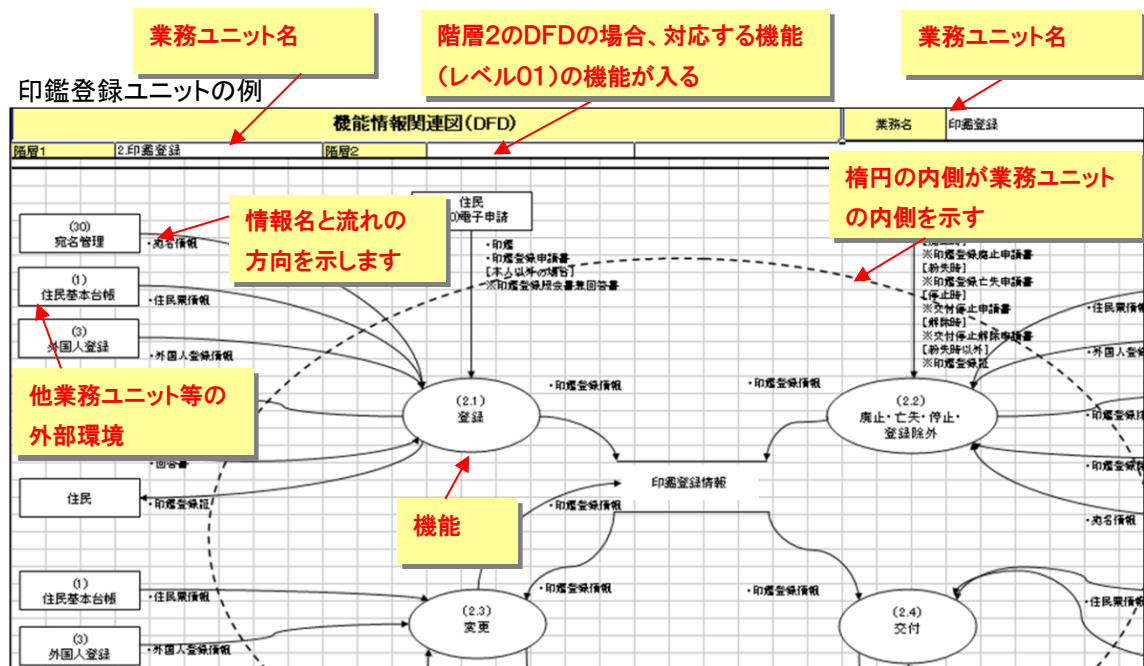 業務ユニット名
階層2のDFDの場合、対応する機能
(レベル01)の機能が入る
業務ユニット名
印鑑登録ユニットの例
機能情報関連図(DFD)
業務名
印鑑登録
階層1
2.印鑑登録
階層2
楕円の内側が業務ユニット
の内側を示す
情報名と流れの
方向を示します
住民
)電子申請
(30)
宛名管理
・宛名情報
・印鑑
・印鑑登録申請書
[本人以外の場合]
※印鑑登録照会書兼回答書
※印鑑登録廃止申請書
[紛失時]
※印鑑登録亡失申請書
[停止時]
※交付停止申請書
[解除時]
※交付停止解除申請書
[紛失時以外]
※印鑑登録証
(1)
住民基本台帳
・住民票情報
・住民票情報
(3)
外国人登録
・外国人登録情報
・外国人登
他業務ユニット等の
外部環境
・印鑑登録情報
・印鑑登録情報
(2.1)
登録
(2.2)
廃止・亡失・停止・
登録除外
・印鑑登録
・回答書
・印鑑登録
住民
・印鑑登録証
機能
印鑑登録情報
・印鑑登録情報
・宛名情報
(1)
住民基本台帳
・住民票情報
・印鑑登録情報
・印鑑登録情報
・住民票情報
(2.3)
変更
(2.4)
交付
(3)
外国人登録
・外国人登録情報
・外国人登